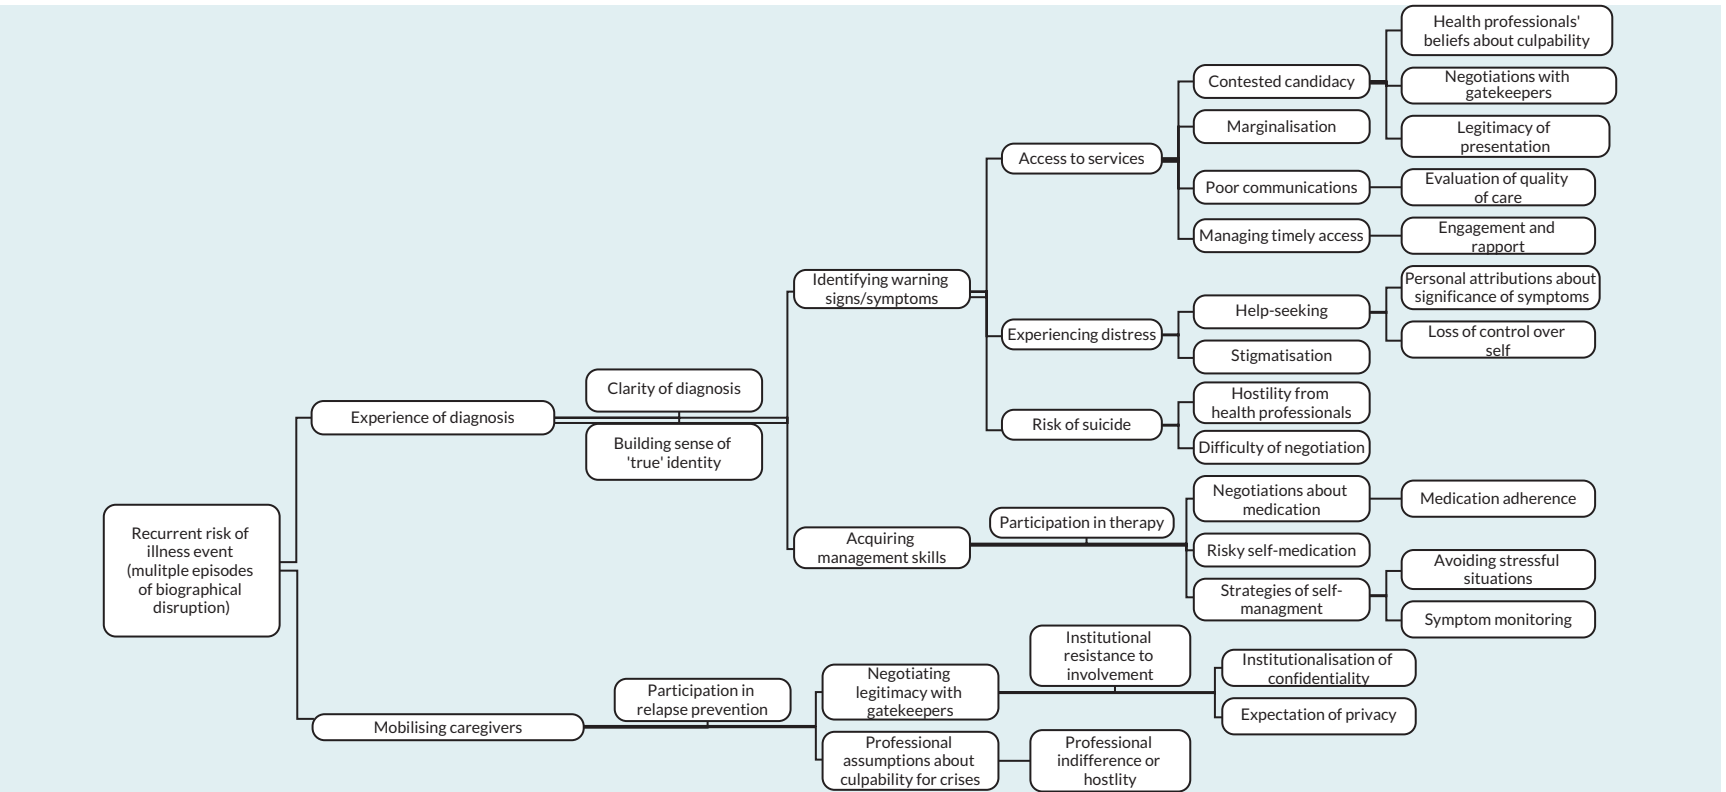 Health professionals'
beliefs about culpability
Contested candidacy
Negotiations with
gatekeepers
Marginalisation
Legitimacy of
presentation
Access to services
Poor communications
Evaluation of quality
of care
Managing timely access
Engagement and
rapport
Identifying warning
signs/symptoms
Personal attributions about
significance of symptoms
Help-seeking
Experiencing distress
Loss of control over
self
Stigmatisation
Clarity of diagnosis
Experience of diagnosis
Building sense of
'true' identity
Hostility from
health professionals
Risk of suicide
Difficulty of negotiation
Recurrent risk of
illness event
(mulitple episodes
of biographical
disruption)
Acquiring
management skills
Participation in therapy
Negotiations about
medication
Medication adherence
Risky self-medication
Strategies of self-
managment
Avoiding stressful
situations
Symptom monitoring
Mobilising caregivers
Participation in
relapse prevention
Negotiating
legitimacy with
gatekeepers
Institutional
resistance to
involvement
Institutionalisation of
confidentiality
Expectation of privacy
Professional
assumptions about
culpability for crises
Professional
indifference or
hostlity